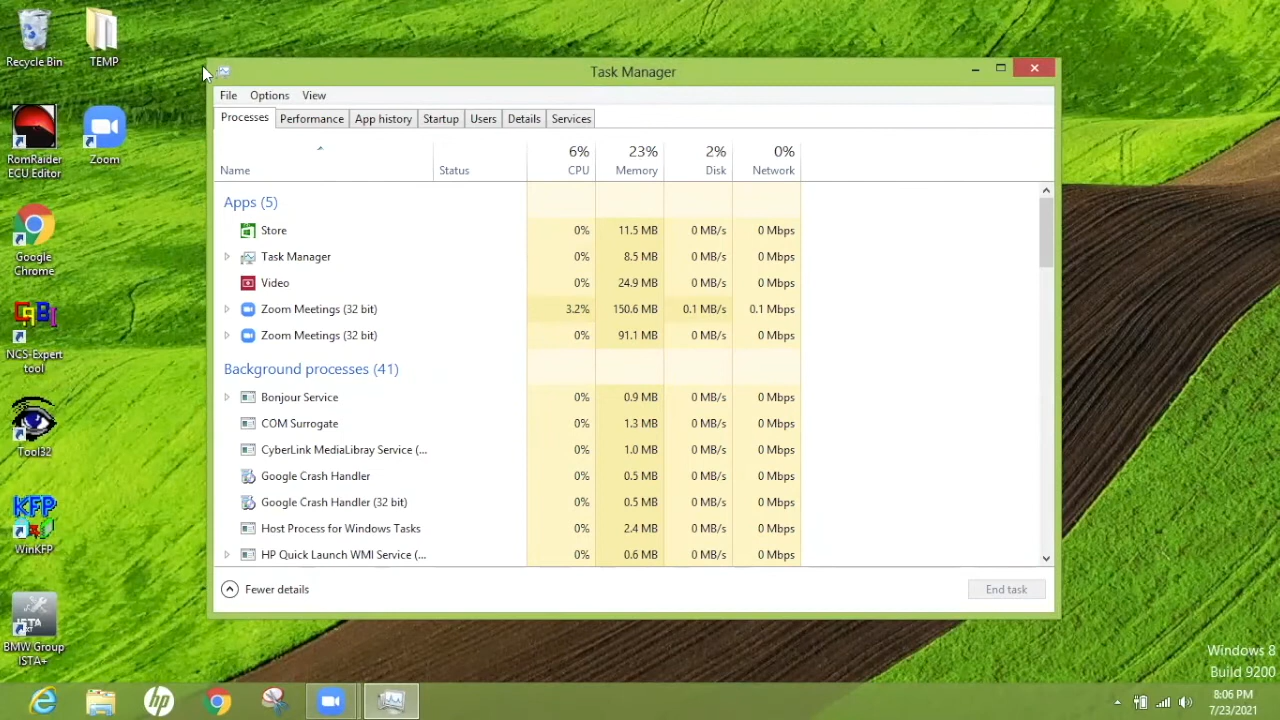 Recycle Bin
TEMP
RomRaider
ECU Editor
Zoom
Google
Chrome
NCS-Expert
tool
Tool32
KFP
WinKFP
ISTA
BMW Group
ISTA+
Task Manager
File Options View
Processes Performance App history Startup Users Details Services
6% 23% 2% 0%
Name Status CPU Memory Disk Network
Apps (5)
Store 0% 11.5 MB 0 MB/s 0 Mbps
Task Manager 0% 8.5 MB 0 MB/s 0 Mbps
Video 0% 24.9 MB 0 MB/s 0 Mbps
Zoom Meetings (32 bit) 3.2% 150.6 MB 0.1 MB/s 0.1 Mbps
Zoom Meetings (32 bit) 0% 91.1 MB 0 MB/s 0 Mbps
Background processes (41)
Bonjour Service 0% 0.9 MB 0 MB/s 0 Mbps
COM Surrogate 0% 1.3 MB 0 MB/s 0 Mbps
CyberLink MediaLibray Service (... 0% 1.0 MB 0 MB/s 0 Mbps
Google Crash Handler 0% 0.5 MB 0 MB/s 0 Mbps
Google Crash Handler (32 bit) 0% 0.5 MB 0 MB/s 0 Mbps
Host Process for Windows Tasks 0% 2.4 MB 0 MB/s 0 Mbps
HP Quick Launch WMI Service (... 0% 0.6 MB 0 MB/s 0 Mbps
Fewer details End task
Windows 8
Build 9200
hp
8:06 PM
7/23/2021